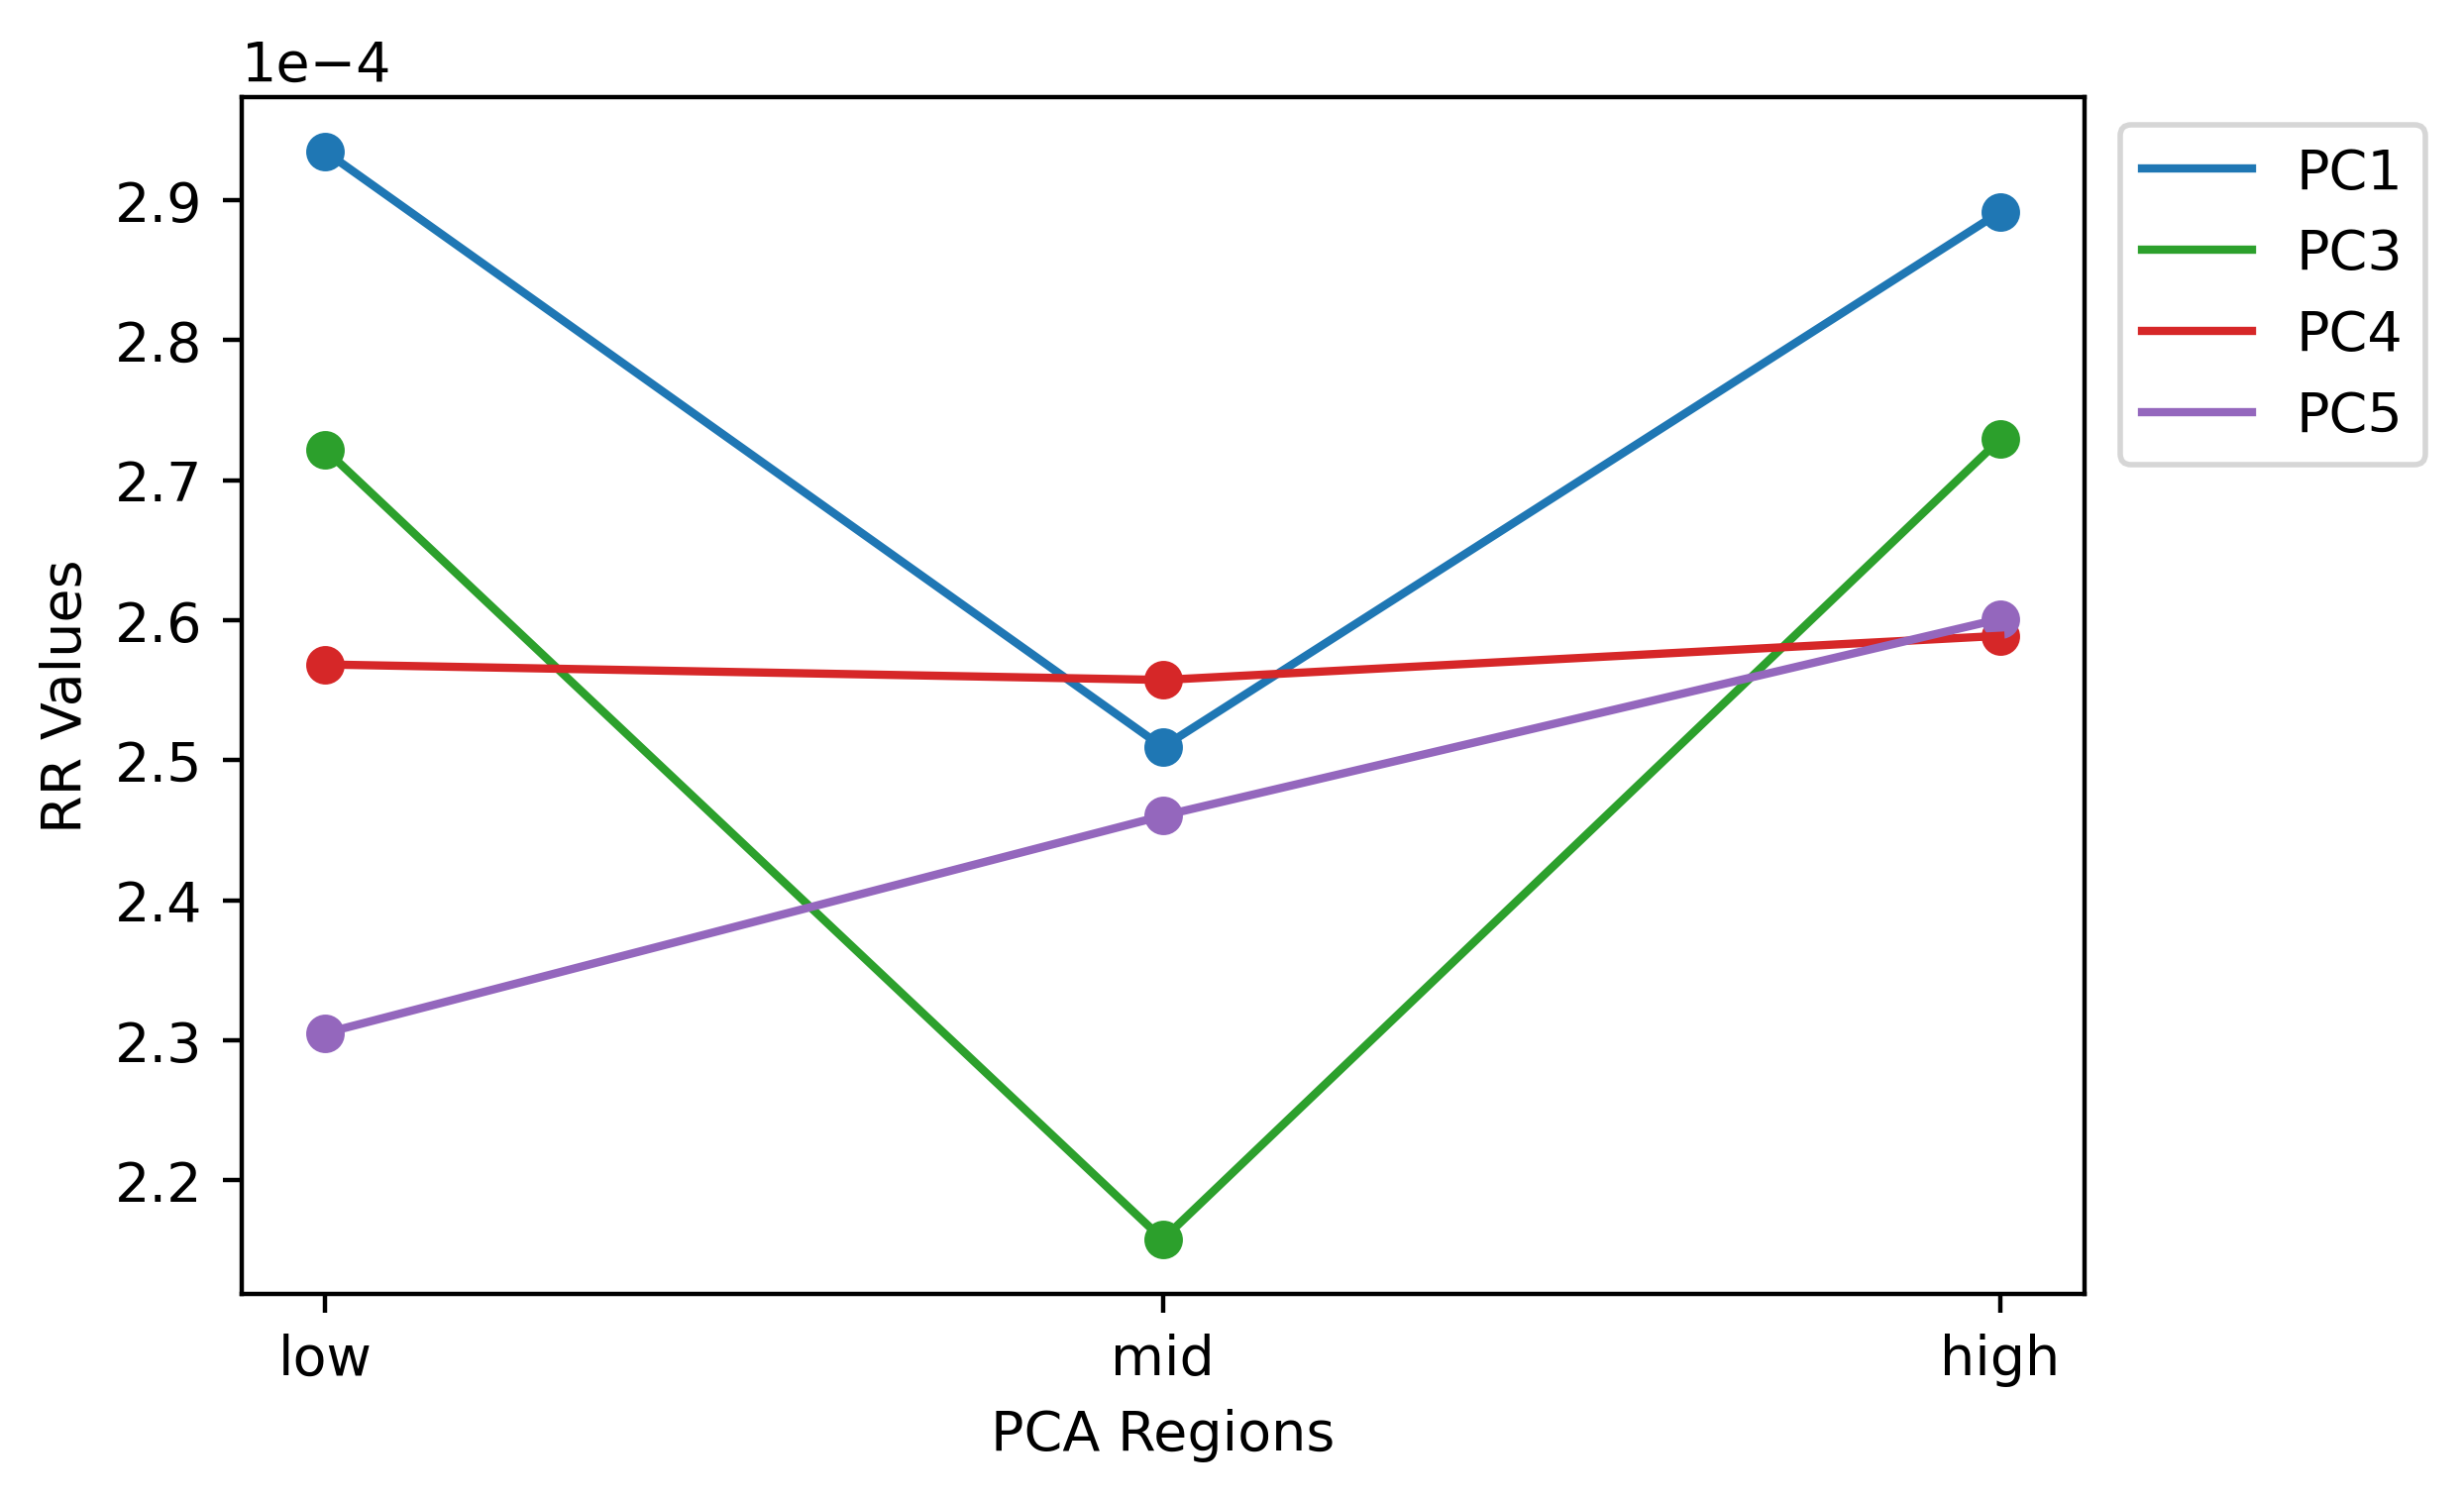 1e−4
2.9
2.8
2.7
2.6
2.5
2.4
2.3
2.2
RR Values
low
mid
high
PCA Regions
PC1
PC3
PC4
PC5